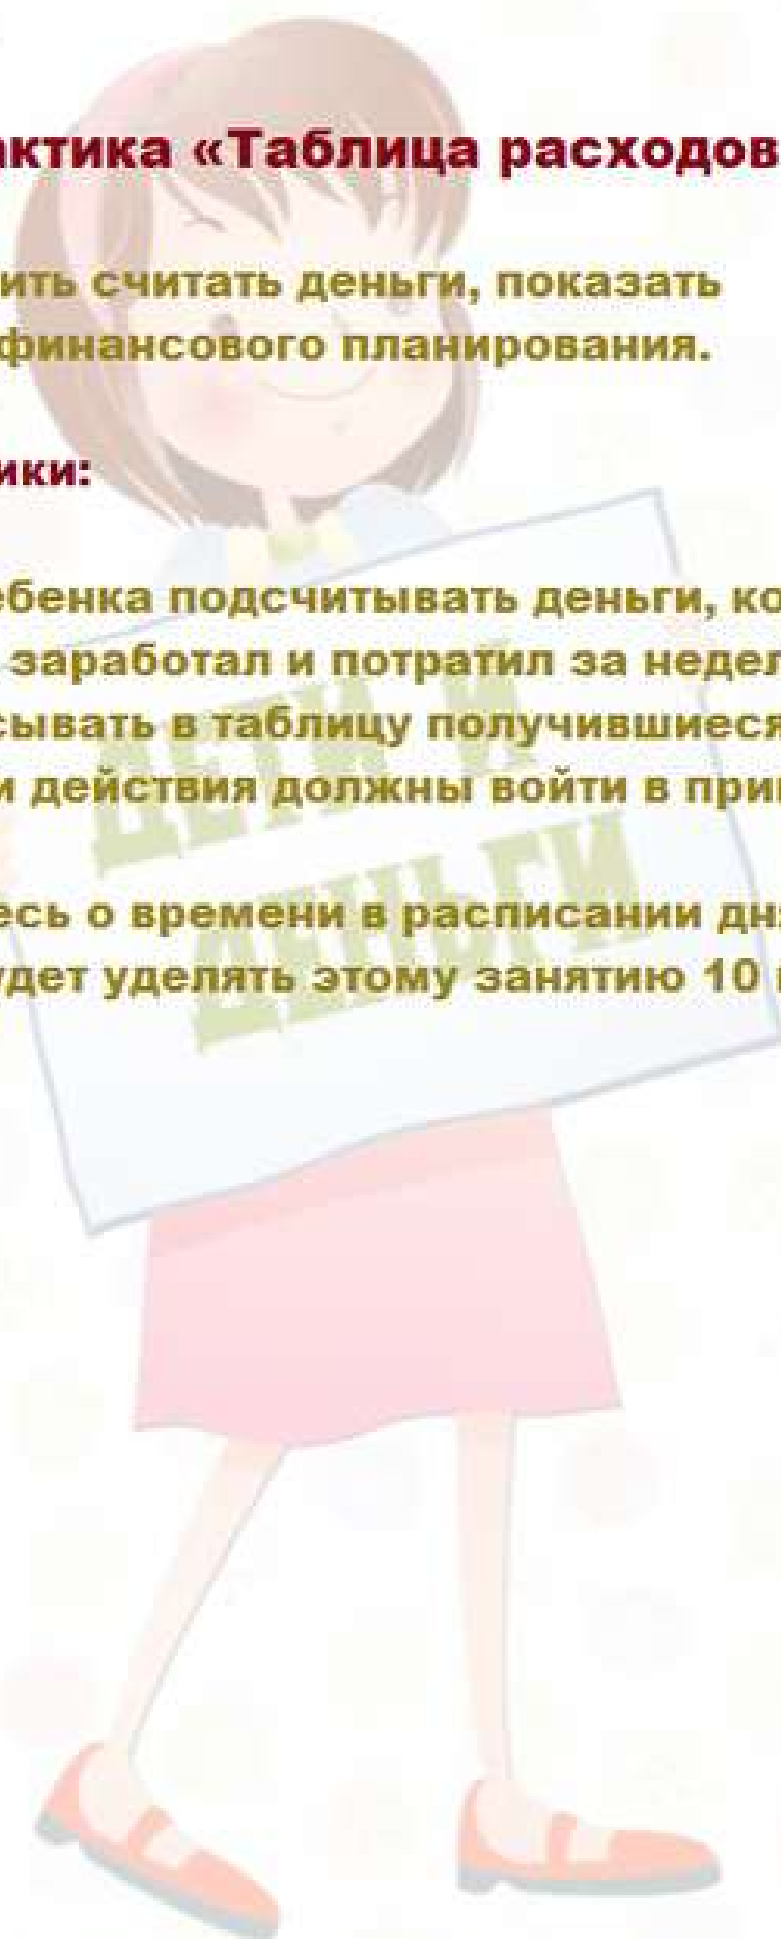 актика «Таблица расходов
ить считать деньги, показать
финансового планирования.
ики:
ебенка подсчитывать деньги, ко
заработал и потратил за недел
сывать в таблицу получившиеся
и действия должны войти в при
есь о времени в расписании дн
удет уделять этому занятию 10
ДЕТИ И
ДЕНЬГИ